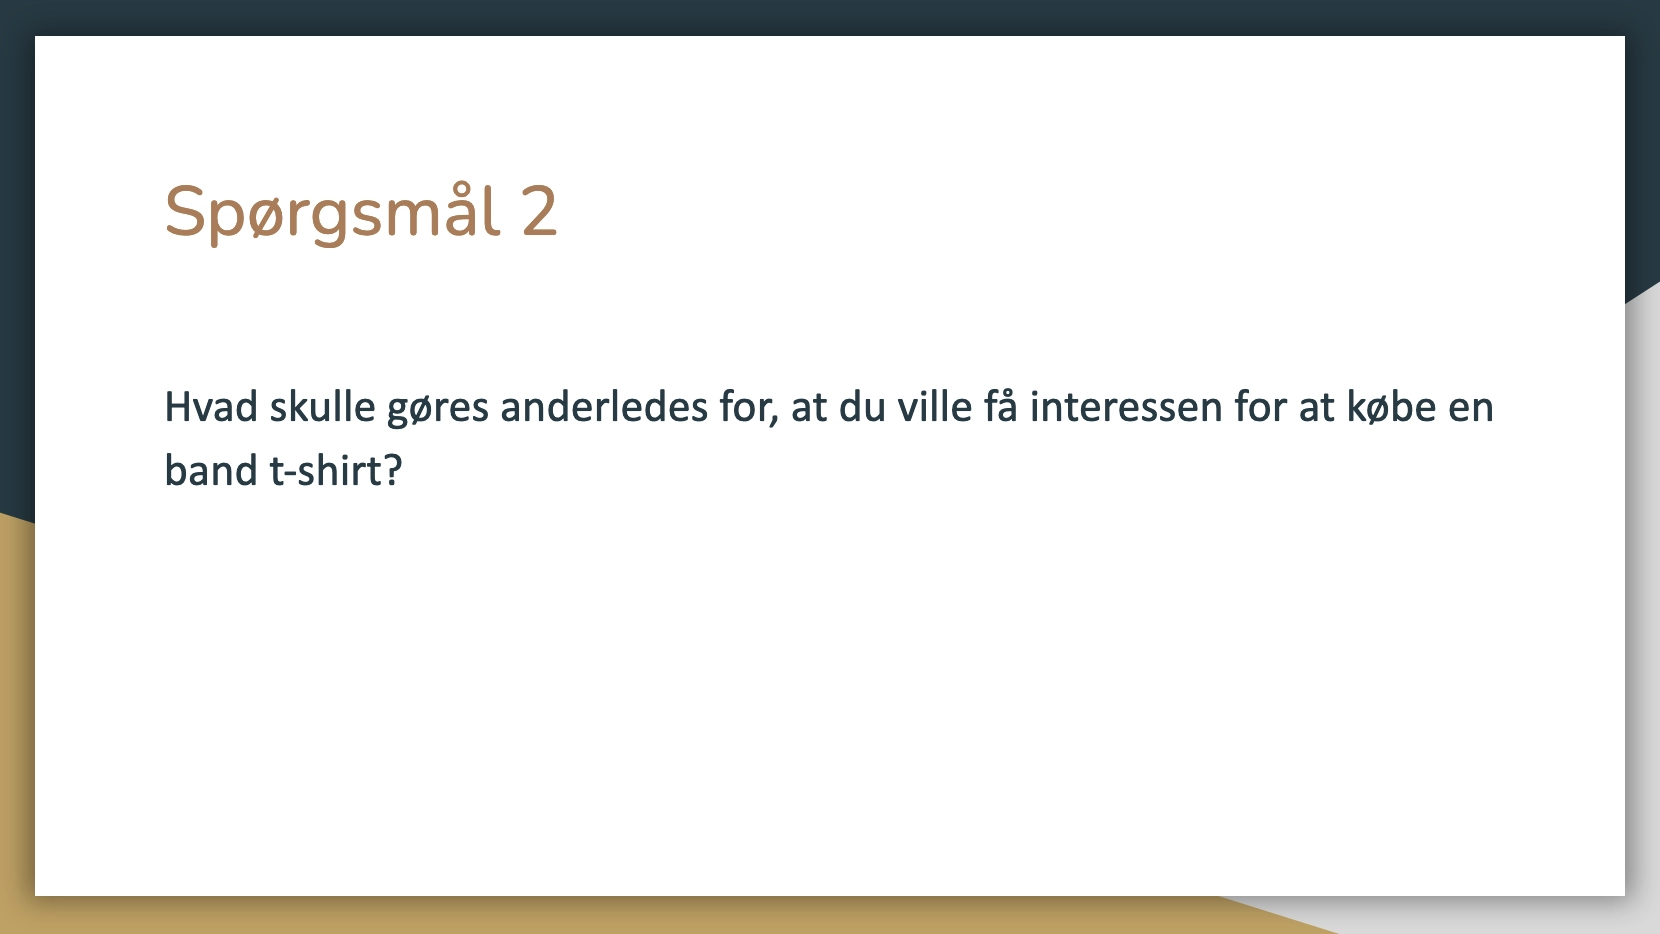 Spørgsmål 2
Hvad skulle gøres anderledes for, at du ville få interessen for at købe en
band t-shirt?